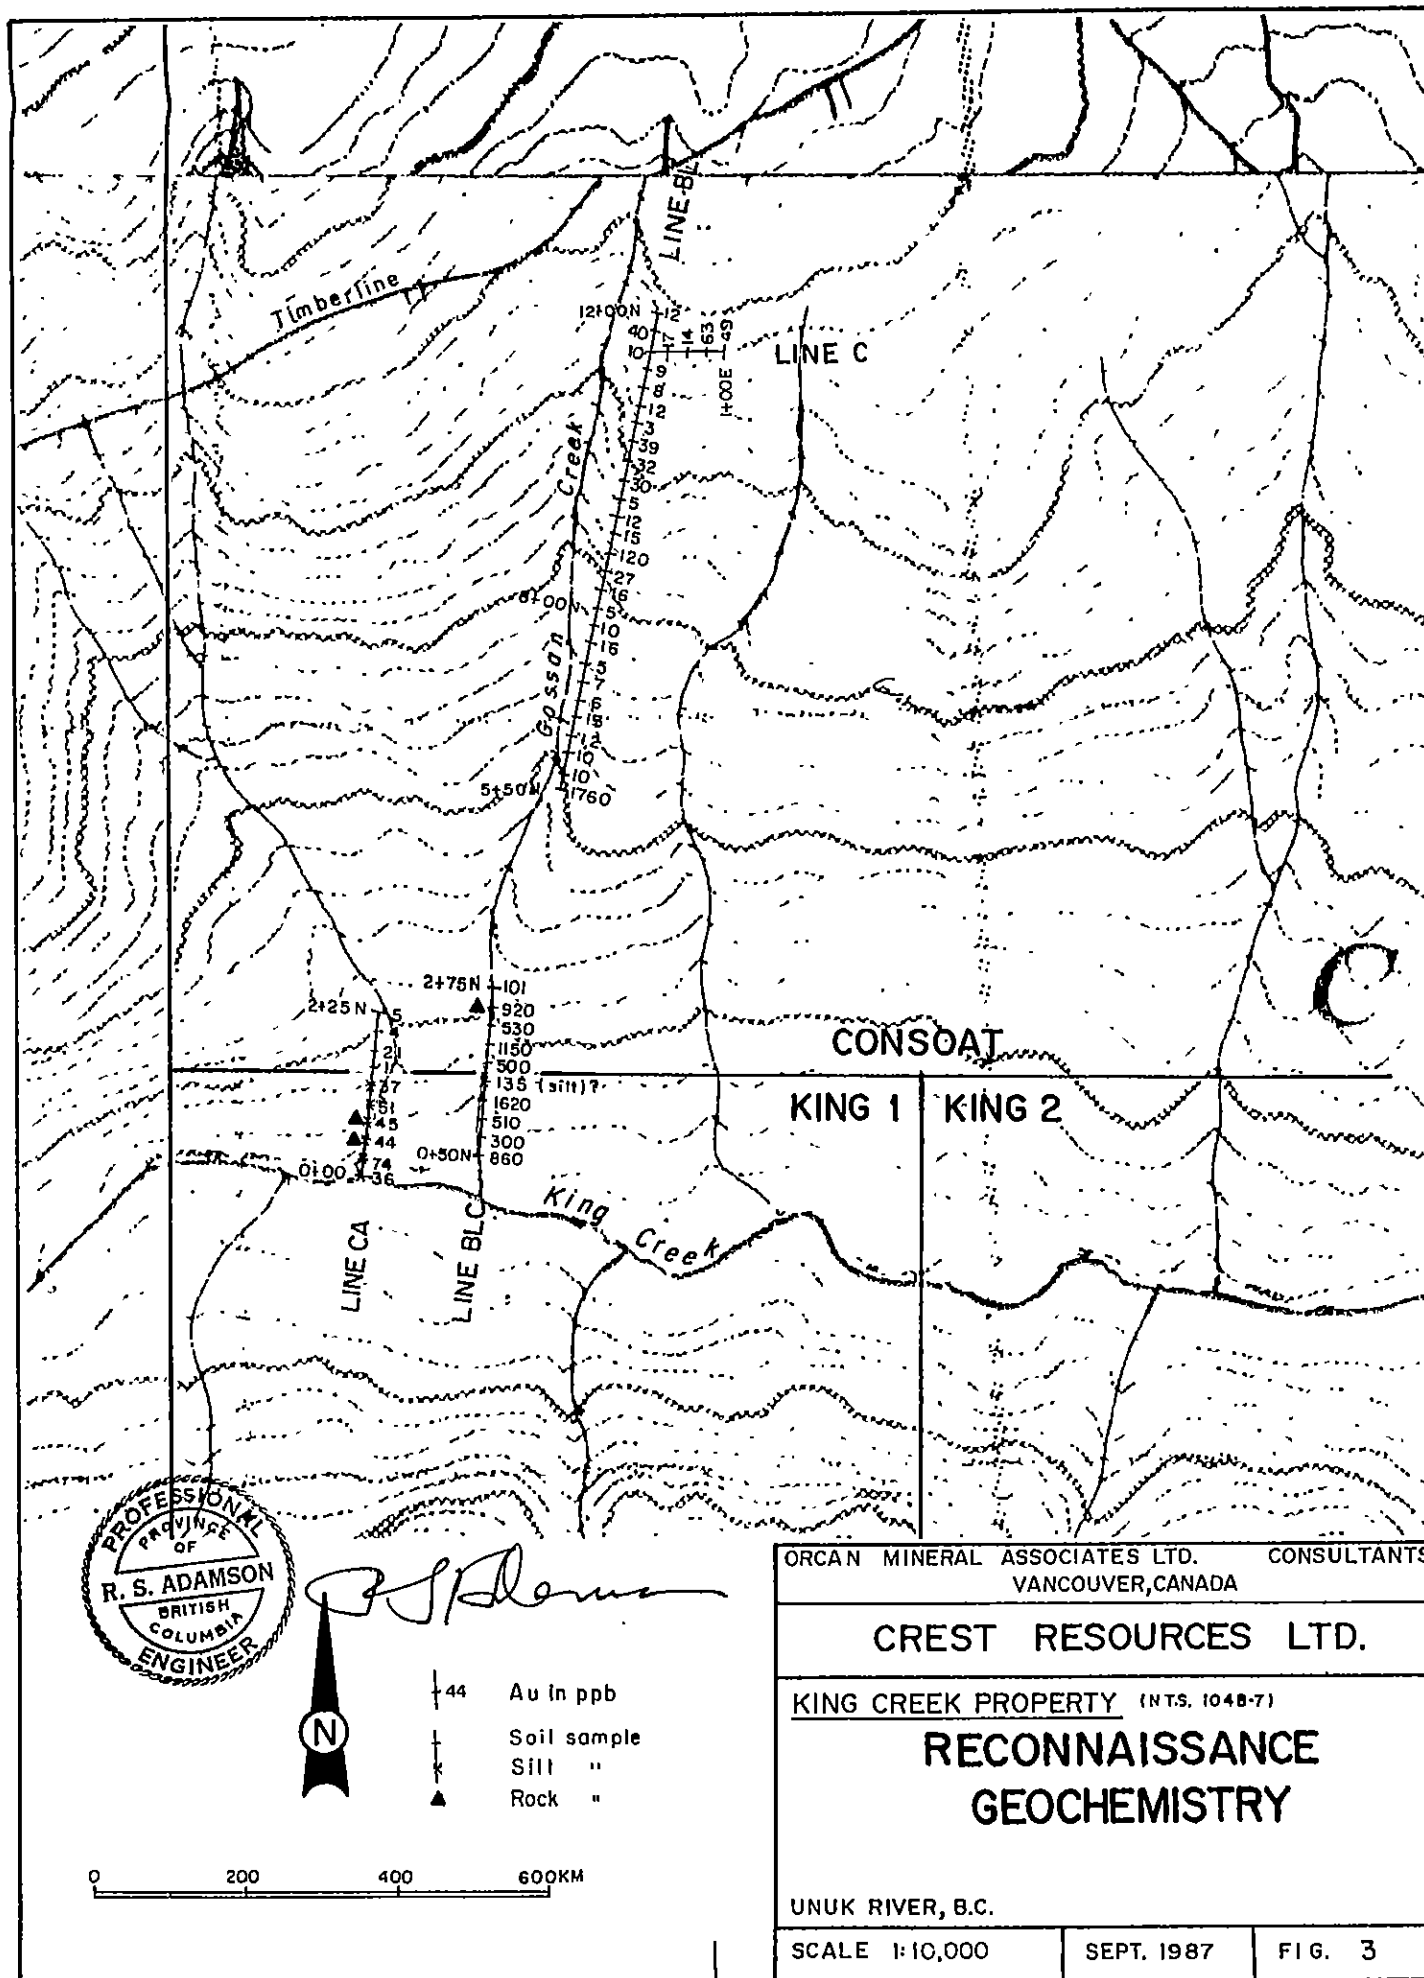 LINE BL
Timberline
12+00N
12
40
10
17
14
63
49
LINE C
1+00E
9
8
12
3
39
32
30
5
12
15
120
27
16
8+00N
5
10
16
5
7
6
18
12
10
10
5+50N
1760
Gossan Creek
2+75N
101
920
530
1150
500
135 (silt)?
1620
510
300
0+50N
860
2+25N
5
4
21
17
37
51
45
44
74
0+00
36
CONSOAT
KING 1
KING 2
King Creek
LINE CA
LINE BLC
PROFESSIONAL
PROVINCE
OF
R. S. ADAMSON
BRITISH
COLUMBIA
ENGINEER
N
44 Au in ppb
Soil sample
Silt "
Rock "
0 200 400 600KM
ORCAN MINERAL ASSOCIATES LTD. CONSULTANTS
VANCOUVER, CANADA
CREST RESOURCES LTD.
KING CREEK PROPERTY (N.T.S. 104B-7)
RECONNAISSANCE
GEOCHEMISTRY
UNUK RIVER, B.C.
SCALE 1:10,000
SEPT. 1987
FIG. 3